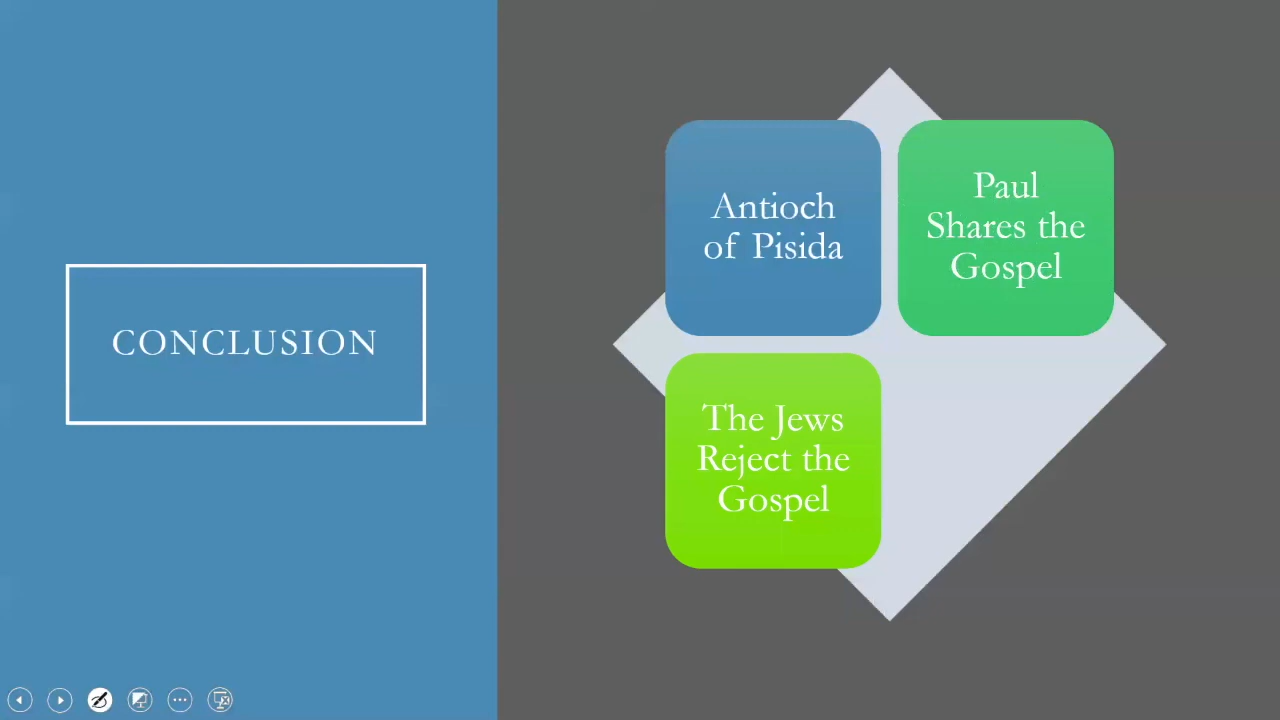 CONCLUSION
Antioch
of Pisida
Paul
Shares the
Gospel
The Jews
Reject the
Gospel